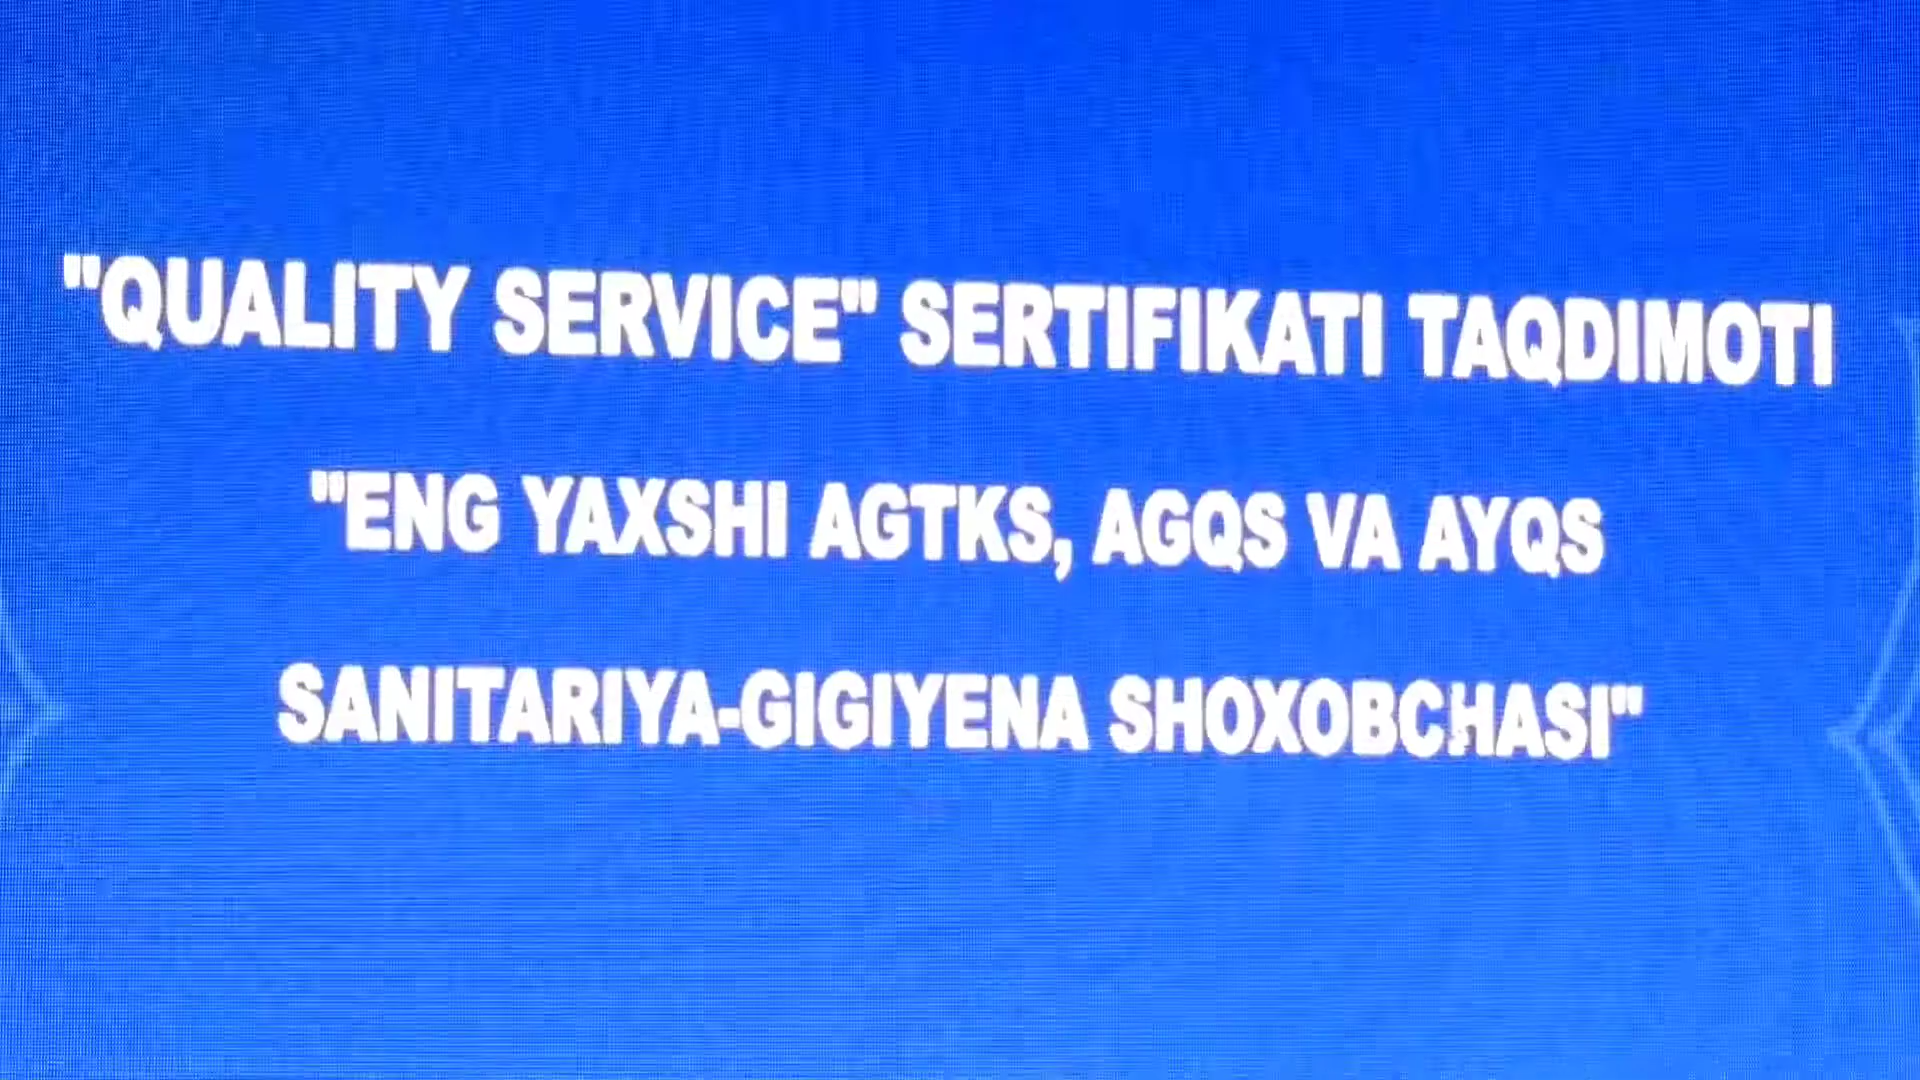 "QUALITY SERVICE" SERTIFIKATI TAQDIMOTI
"ENG YAXSHI AGTKS, AGQS VA AYQS
SANITARIYA-GIGIYENA SHOXOBCHASI"